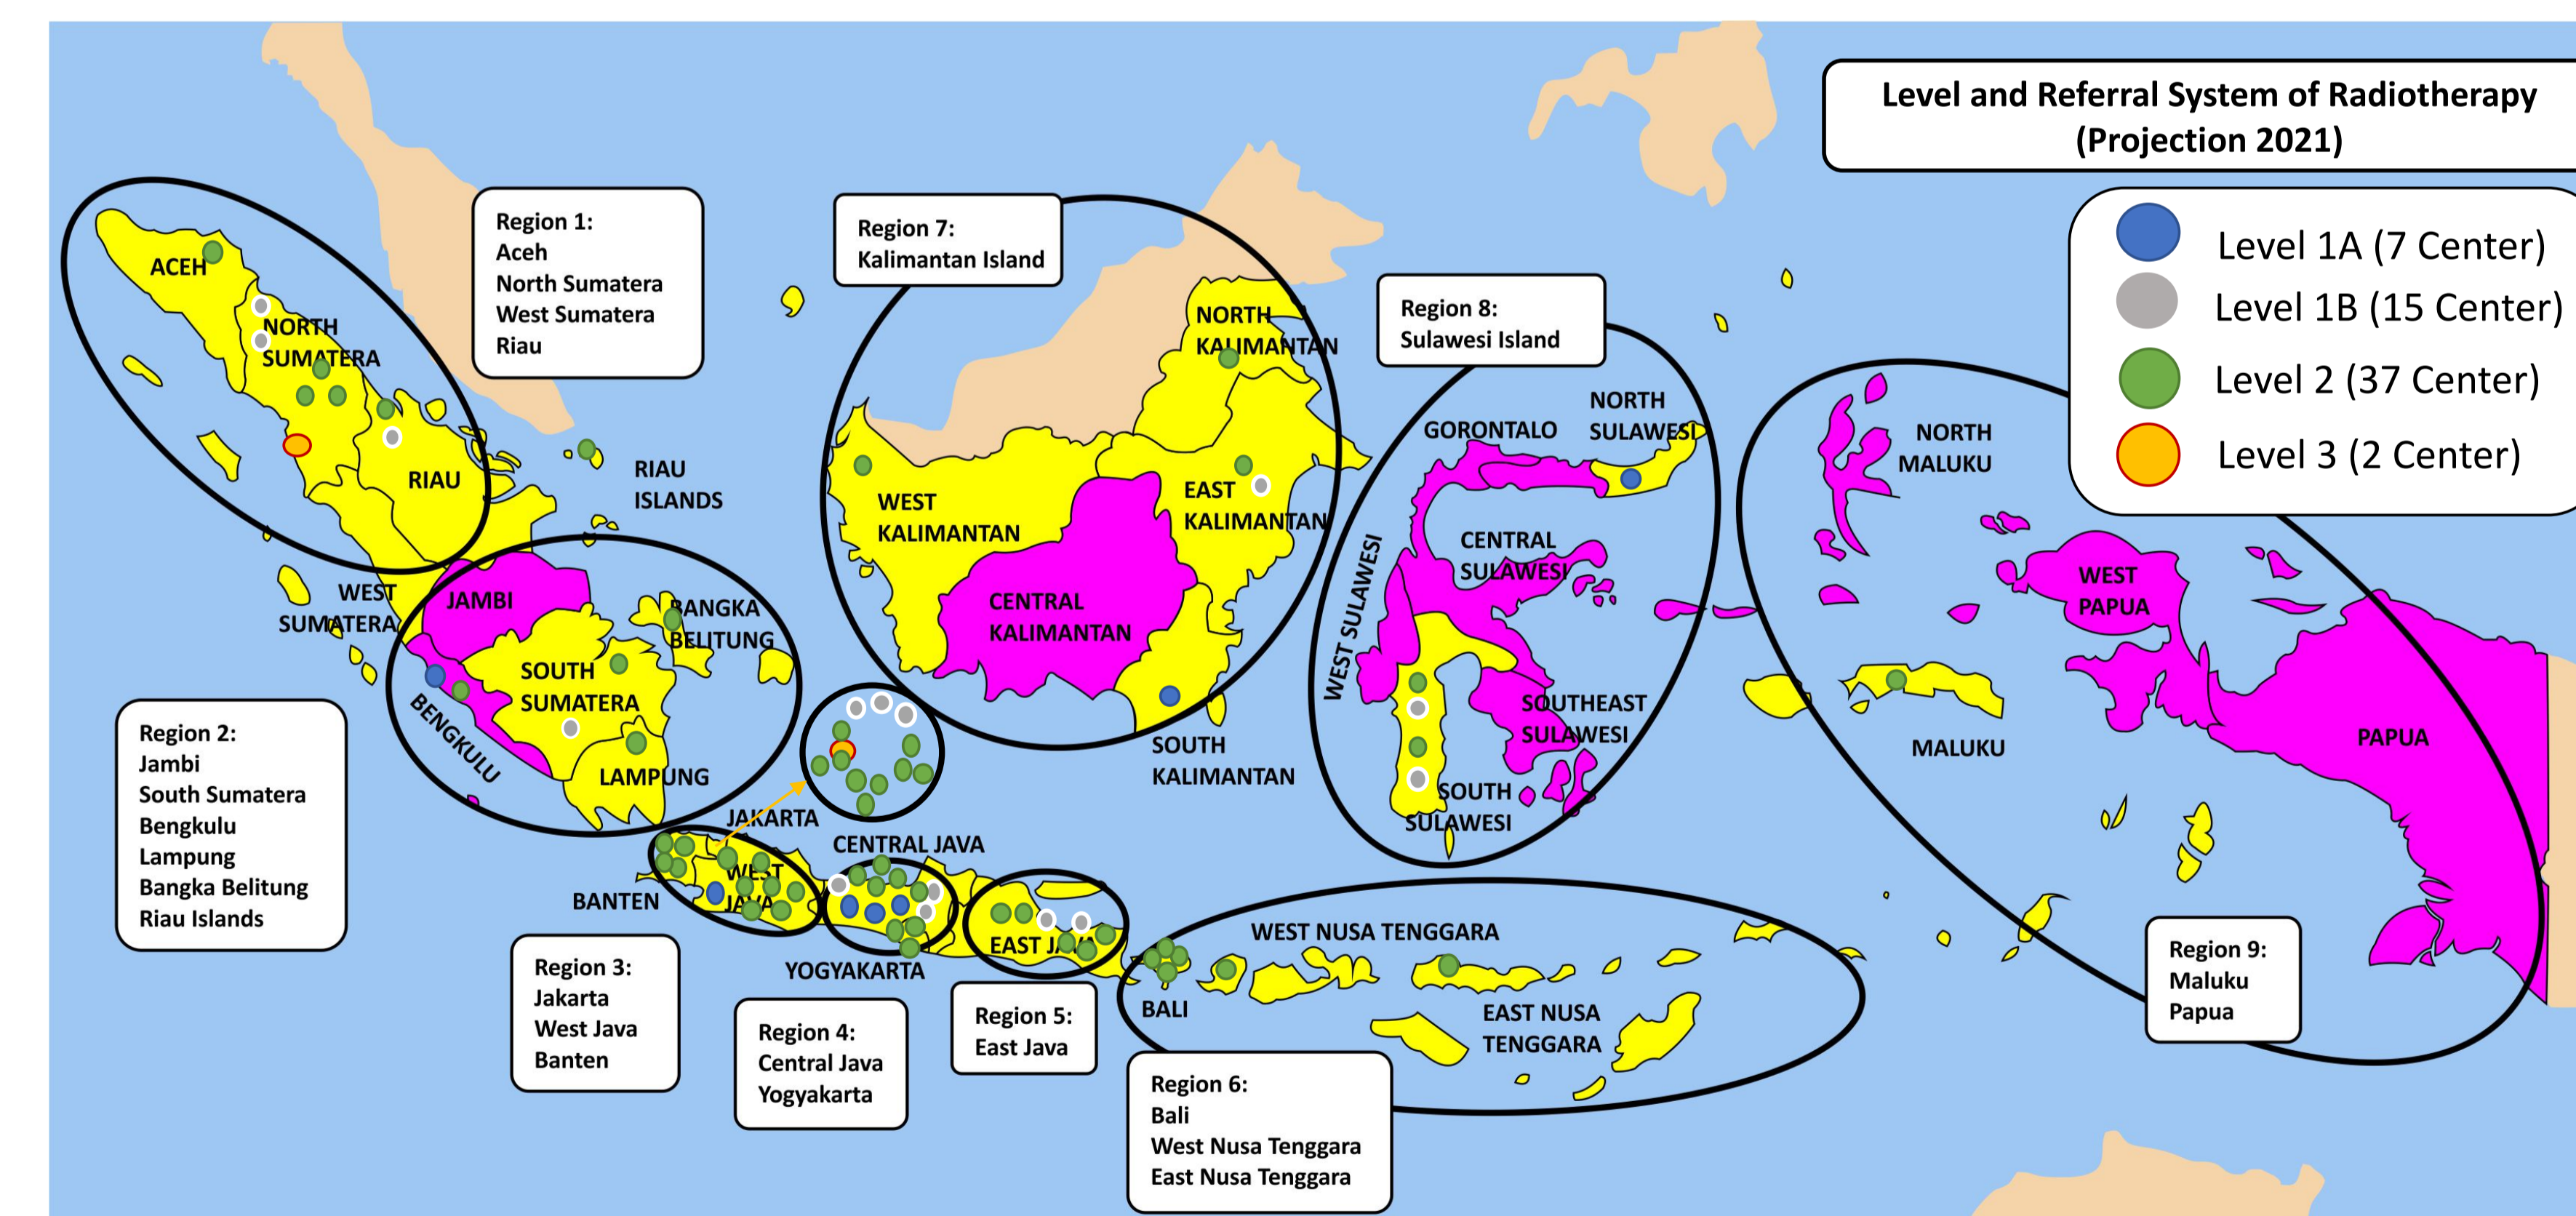 Level and Referral System of Radiotherapy
(Projection 2021)
Level 1A (7 Center)
Level 1B (15 Center)
Level 2 (37 Center)
Level 3 (2 Center)
Region 1:
Aceh
North Sumatera
West Sumatera
Riau
Region 7:
Kalimantan Island
Region 8:
Sulawesi Island
ACEH
NORTH
SUMATERA
RIAU
RIAU
ISLANDS
WEST
SUMATERA
NORTH
KALIMANTAN
WEST
KALIMANTAN
EAST
KALIMANTAN
CENTRAL
KALIMANTAN
SOUTH
KALIMANTAN
GORONTALO
NORTH
SULAWESI
CENTRAL
SULAWESI
WEST SULAWESI
SOUTHEAST
SULAWESI
SOUTH
SULAWESI
NORTH
MALUKU
WEST
PAPUA
MALUKU
PAPUA
JAMBI
BANGKA
BELITUNG
SOUTH
SUMATERA
BENGKULU
LAMPUNG
Region 2:
Jambi
South Sumatera
Bengkulu
Lampung
Bangka Belitung
Riau Islands
JAKARTA
CENTRAL JAVA
BANTEN
WEST
JAVA
YOGYAKARTA
EAST JAVA
BALI
WEST NUSA TENGGARA
EAST NUSA
TENGGARA
Region 3:
Jakarta
West Java
Banten
Region 4:
Central Java
Yogyakarta
Region 5:
East Java
Region 6:
Bali
West Nusa Tenggara
East Nusa Tenggara
Region 9:
Maluku
Papua